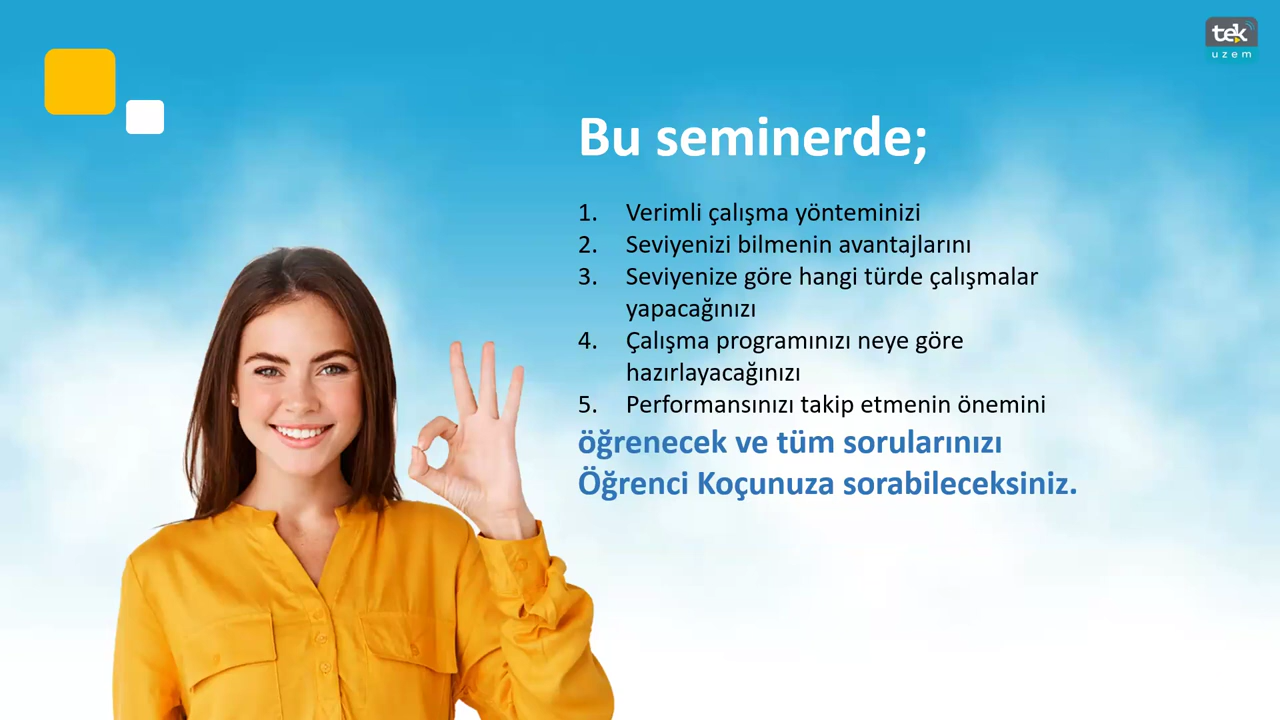 tek
uzem
Bu seminerde;
1. Verimli çalışma yönteminizi
2. Seviyenizi bilmenin avantajlarını
3. Seviyenize göre hangi türde çalışmalar
yapacağınızı
4. Çalışma programınızı neye göre
hazırlayacağınızı
5. Performansınızı takip etmenin önemini
öğrenecek ve tüm sorularınızı
Öğrenci Koçunuza sorabileceksiniz.